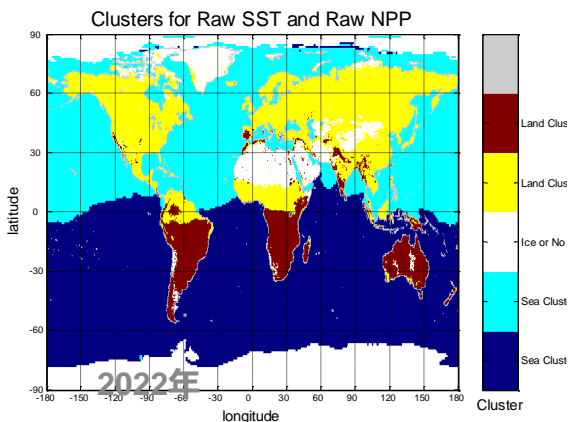 Clusters for Raw SST and Raw NPP
latitude
90
60
30
0
-30
-60
-90
-180 -150 -120 -90 -60 -30 0 30 60 90 120 150 180
longitude
2022年
Land Clus
Land Clus
Ice or No
Sea Cluste
Sea Cluste
Cluster